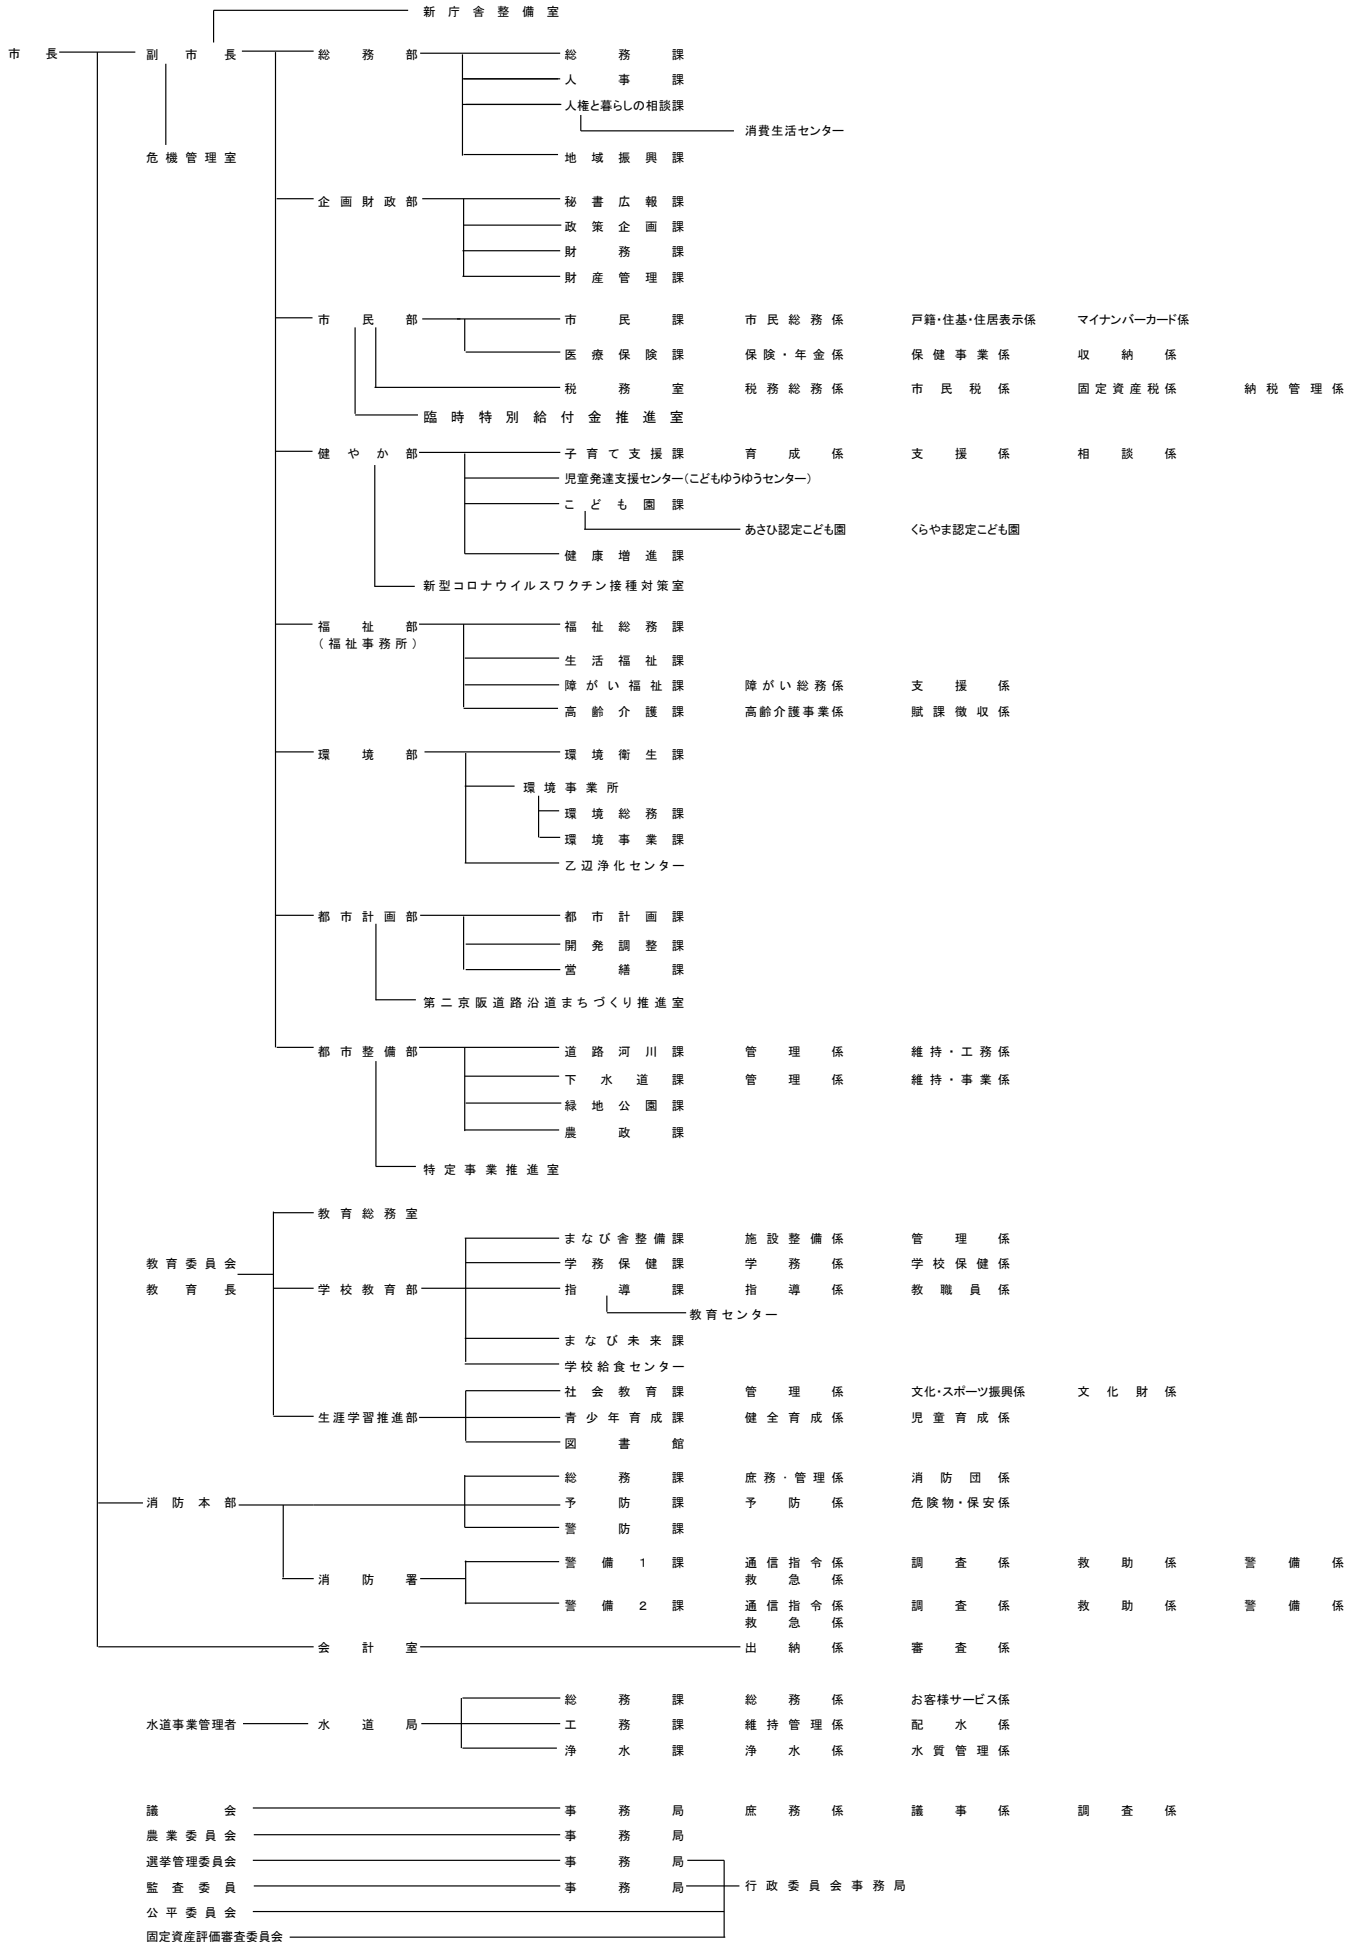 新庁舎整備室
市長 副市長 総務部 総務課
人事課
人権と暮らしの相談課
消費生活センター
危機管理室 地域振興課
企画財政部 秘書広報課
政策企画課
財務課
財産管理課
市民部 市民課 市民総務係 戸籍・住基・住居表示係 マイナンバーカード係
医療保険課 保険・年金係 保健事業係 収納係
税務室 税務総務係 市民税係 固定資産税係 納税管理係
臨時特別給付金推進室
健やか部 子育て支援課 育成係 支援係 相談係
児童発達支援センター(こどもゆうゆうセンター)
こども園課
あさひ認定こども園 くらやま認定こども園
健康増進課
新型コロナウイルスワクチン接種対策室
福祉部 福祉総務課
(福祉事務所)
生活福祉課
障がい福祉課 障がい総務係 支援係
高齢介護課 高齢介護事業係 賦課徴収係
環境部 環境衛生課
環境事業所
環境総務課
環境事業課
乙辺浄化センター
都市計画部 都市計画課
開発調整課
営繕課
第二京阪道路沿道まちづくり推進室
都市整備部 道路河川課 管理係 維持・工務係
下水道課 管理係 維持・事業係
緑地公園課
農政課
特定事業推進室
教育総務室
まなび舎整備課 施設整備係 管理係
教育委員会 学務保健課 学務係 学校保健係
教育長 学校教育部 指導課 指導係 教職員係
教育センター
まなび未来課
学校給食センター
社会教育課 管理係 文化・スポーツ振興係 文化財係
生涯学習推進部 青少年育成課 健全育成係 児童育成係
図書館
総務課 庶務・管理係 消防団係
消防本部 予防課 予防係 危険物・保安係
警防課
警備1課 通信指令係 調査係 救助係 警備係
消防署 救急係
警備2課 通信指令係 調査係 救助係 警備係
救急係
会計室 出納係 審査係
総務課 総務係 お客様サービス係
水道事業管理者 水道局 工務課 維持管理係 配水係
浄水課 浄水係 水質管理係
議会 事務局 庶務係 議事係 調査係
農業委員会 事務局
選挙管理委員会 事務局
監査委員 事務局 行政委員会事務局
公平委員会
固定資産評価審査委員会